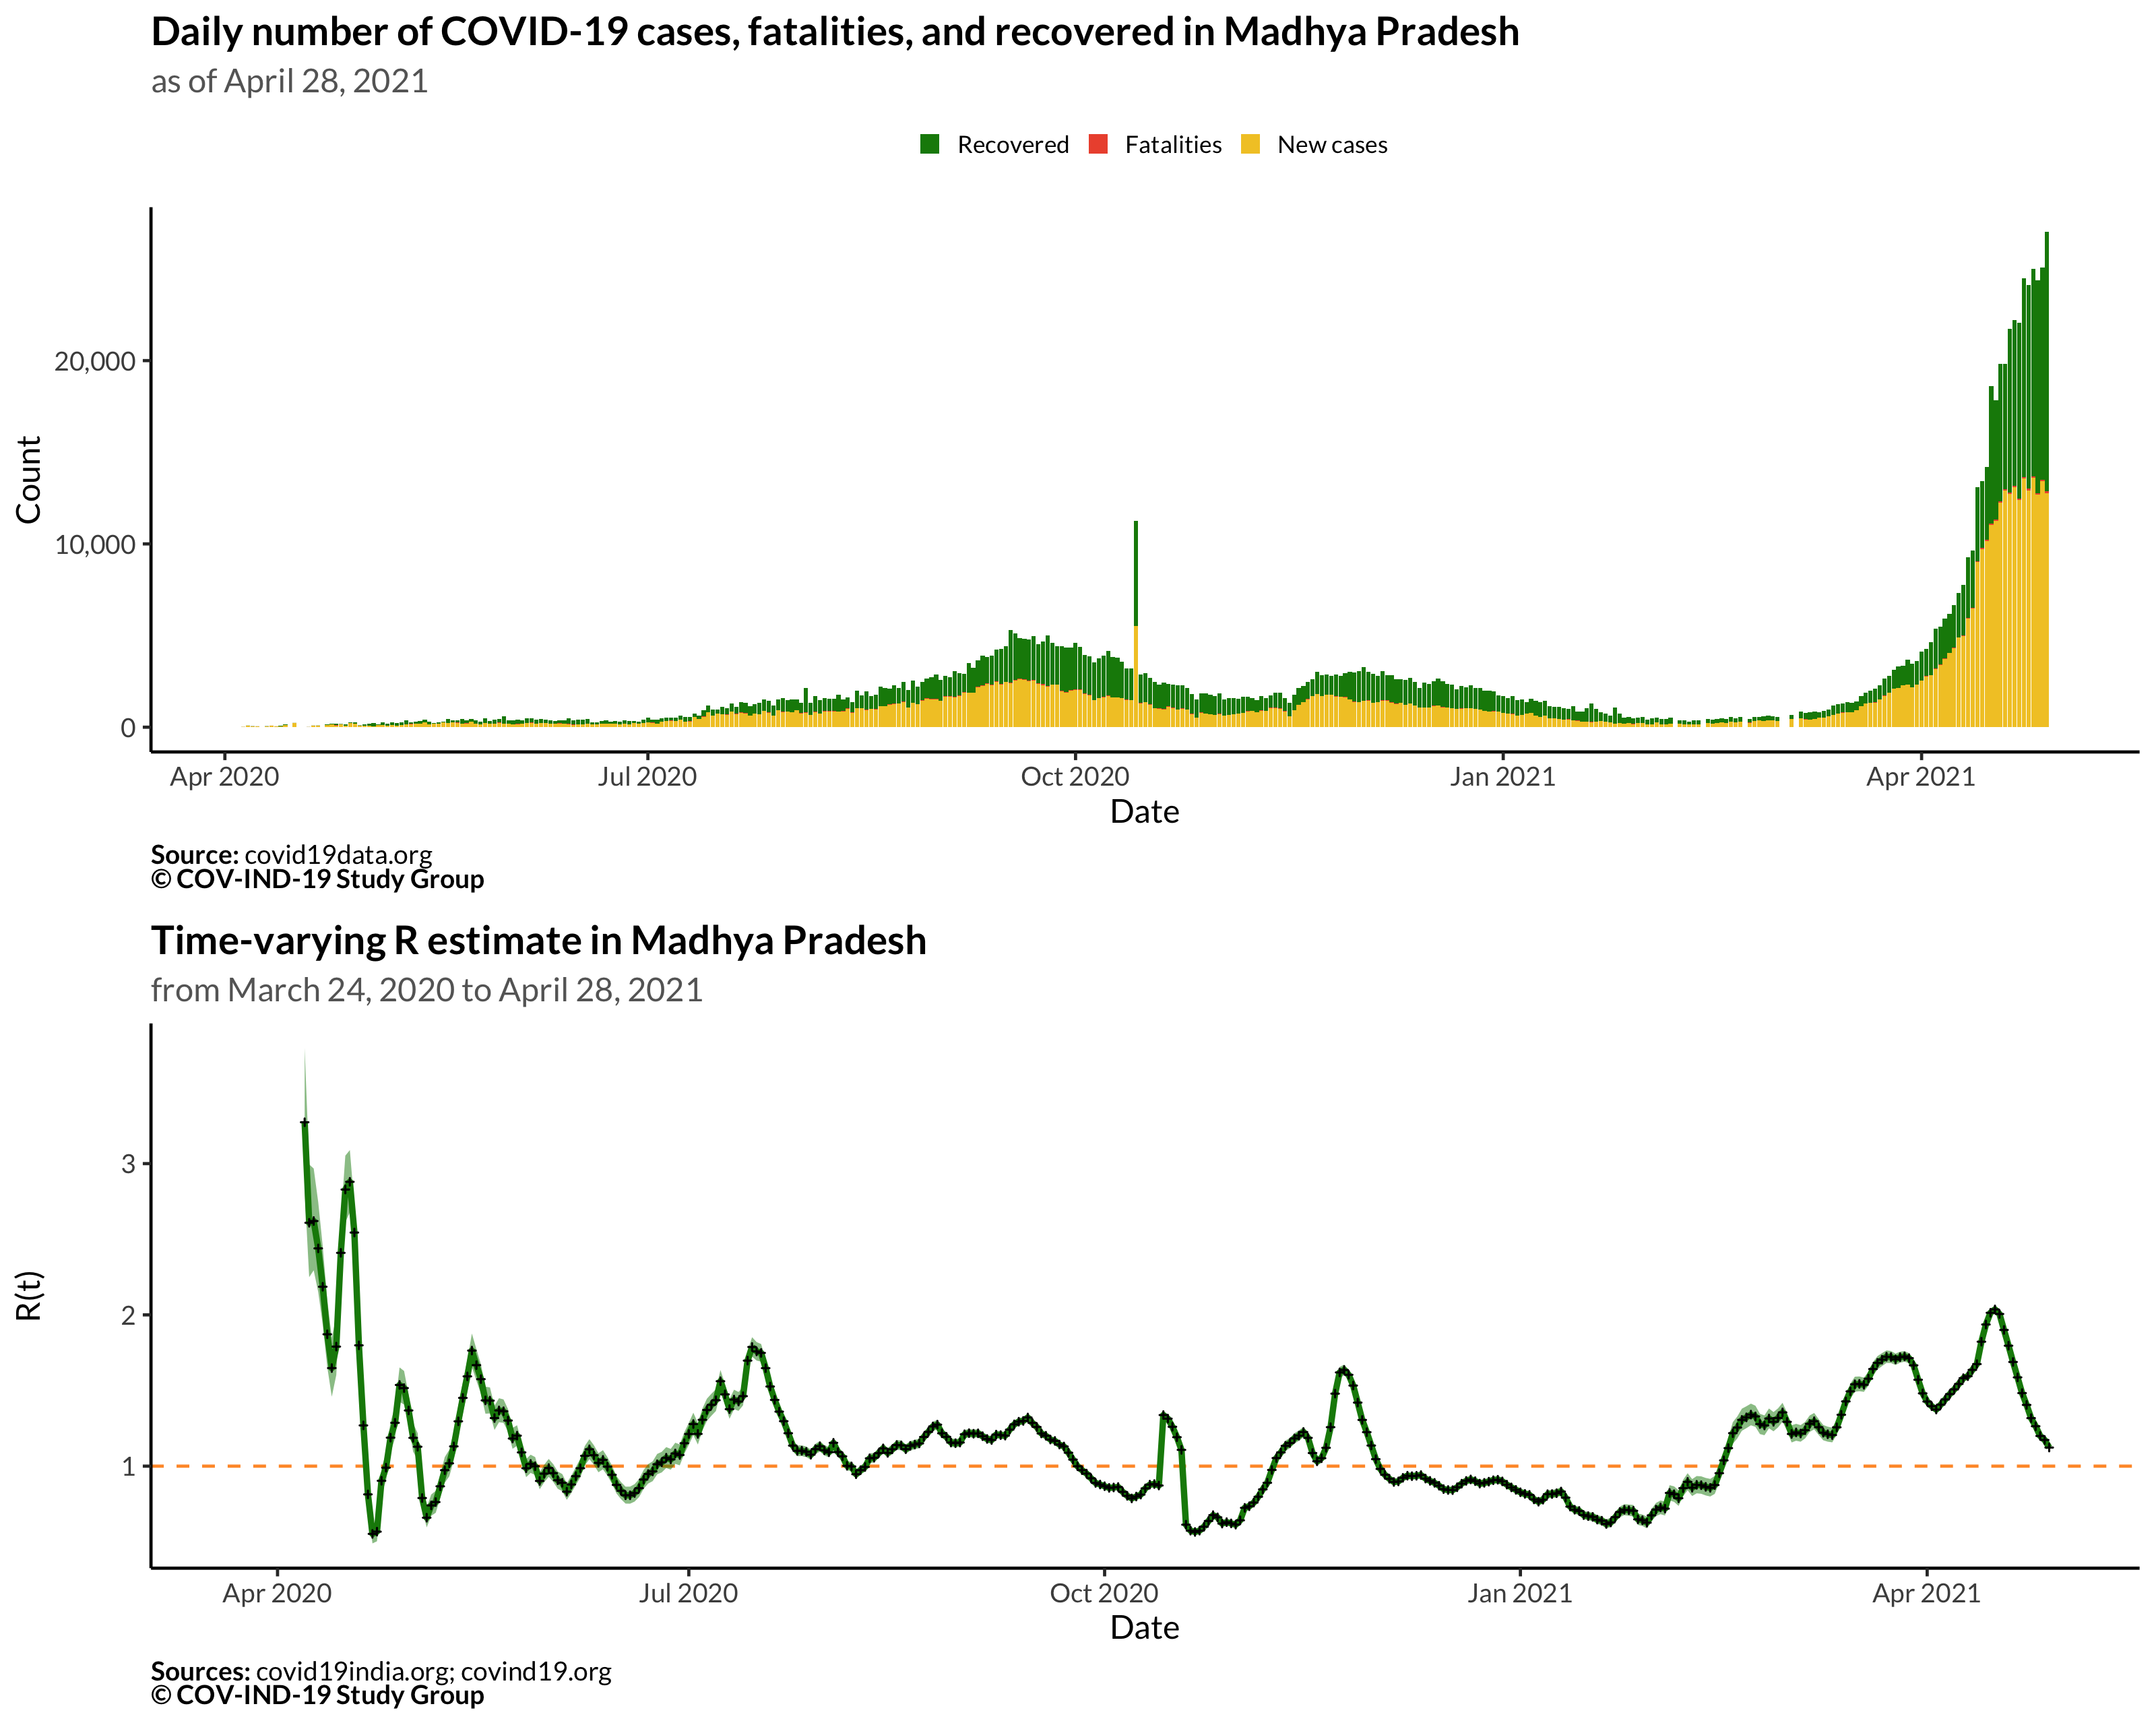 Daily number of COVID-19 cases, fatalities, and recovered in Madhya Pradesh
as of April 28, 2021
Recovered Fatalities New cases
Count
20,000
10,000
0
Apr 2020 Jul 2020 Oct 2020 Jan 2021 Apr 2021
Date
Source: covid19data.org
© COV-IND-19 Study Group
Time-varying R estimate in Madhya Pradesh
from March 24, 2020 to April 28, 2021
R(t)
3
2
1
Apr 2020 Jul 2020 Oct 2020 Jan 2021 Apr 2021
Date
Sources: covid19india.org; covind19.org
© COV-IND-19 Study Group